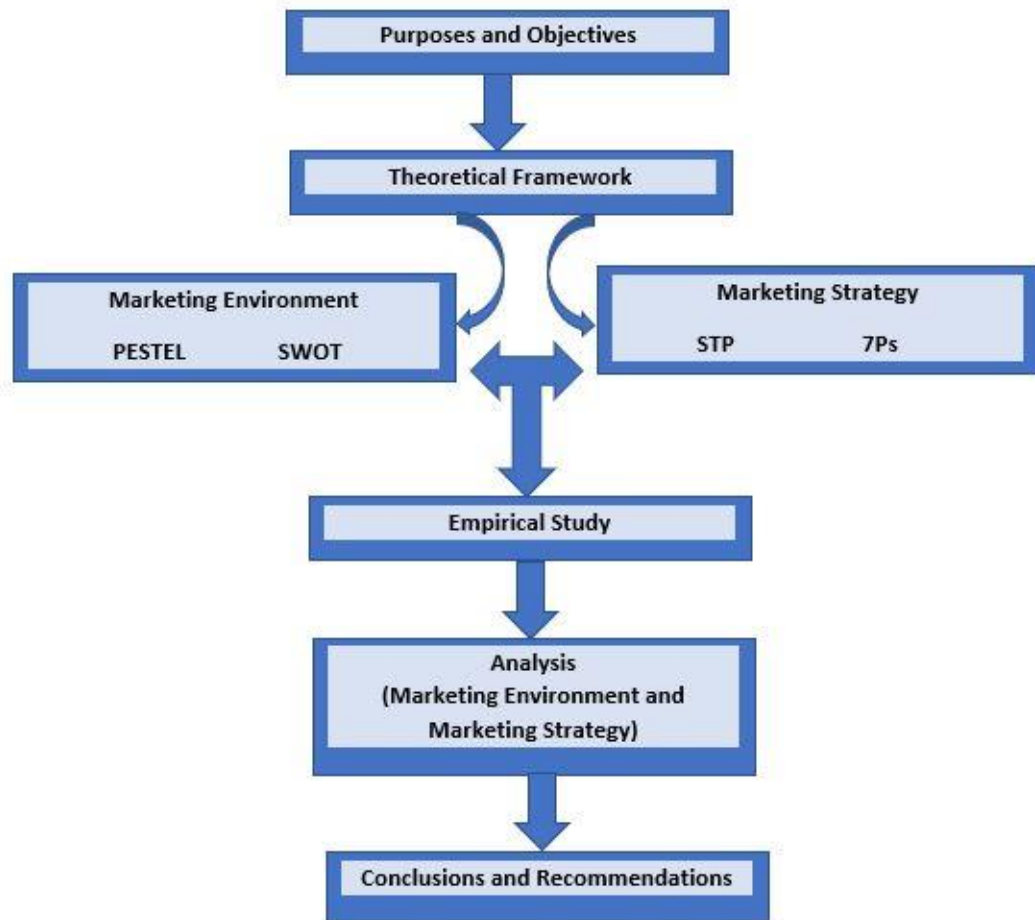 Purposes and Objectives
Theoretical Framework
Marketing Environment
PESTEL SWOT
Marketing Strategy
STP 7Ps
Empirical Study
Analysis
(Marketing Environment and
Marketing Strategy)
Conclusions and Recommendations